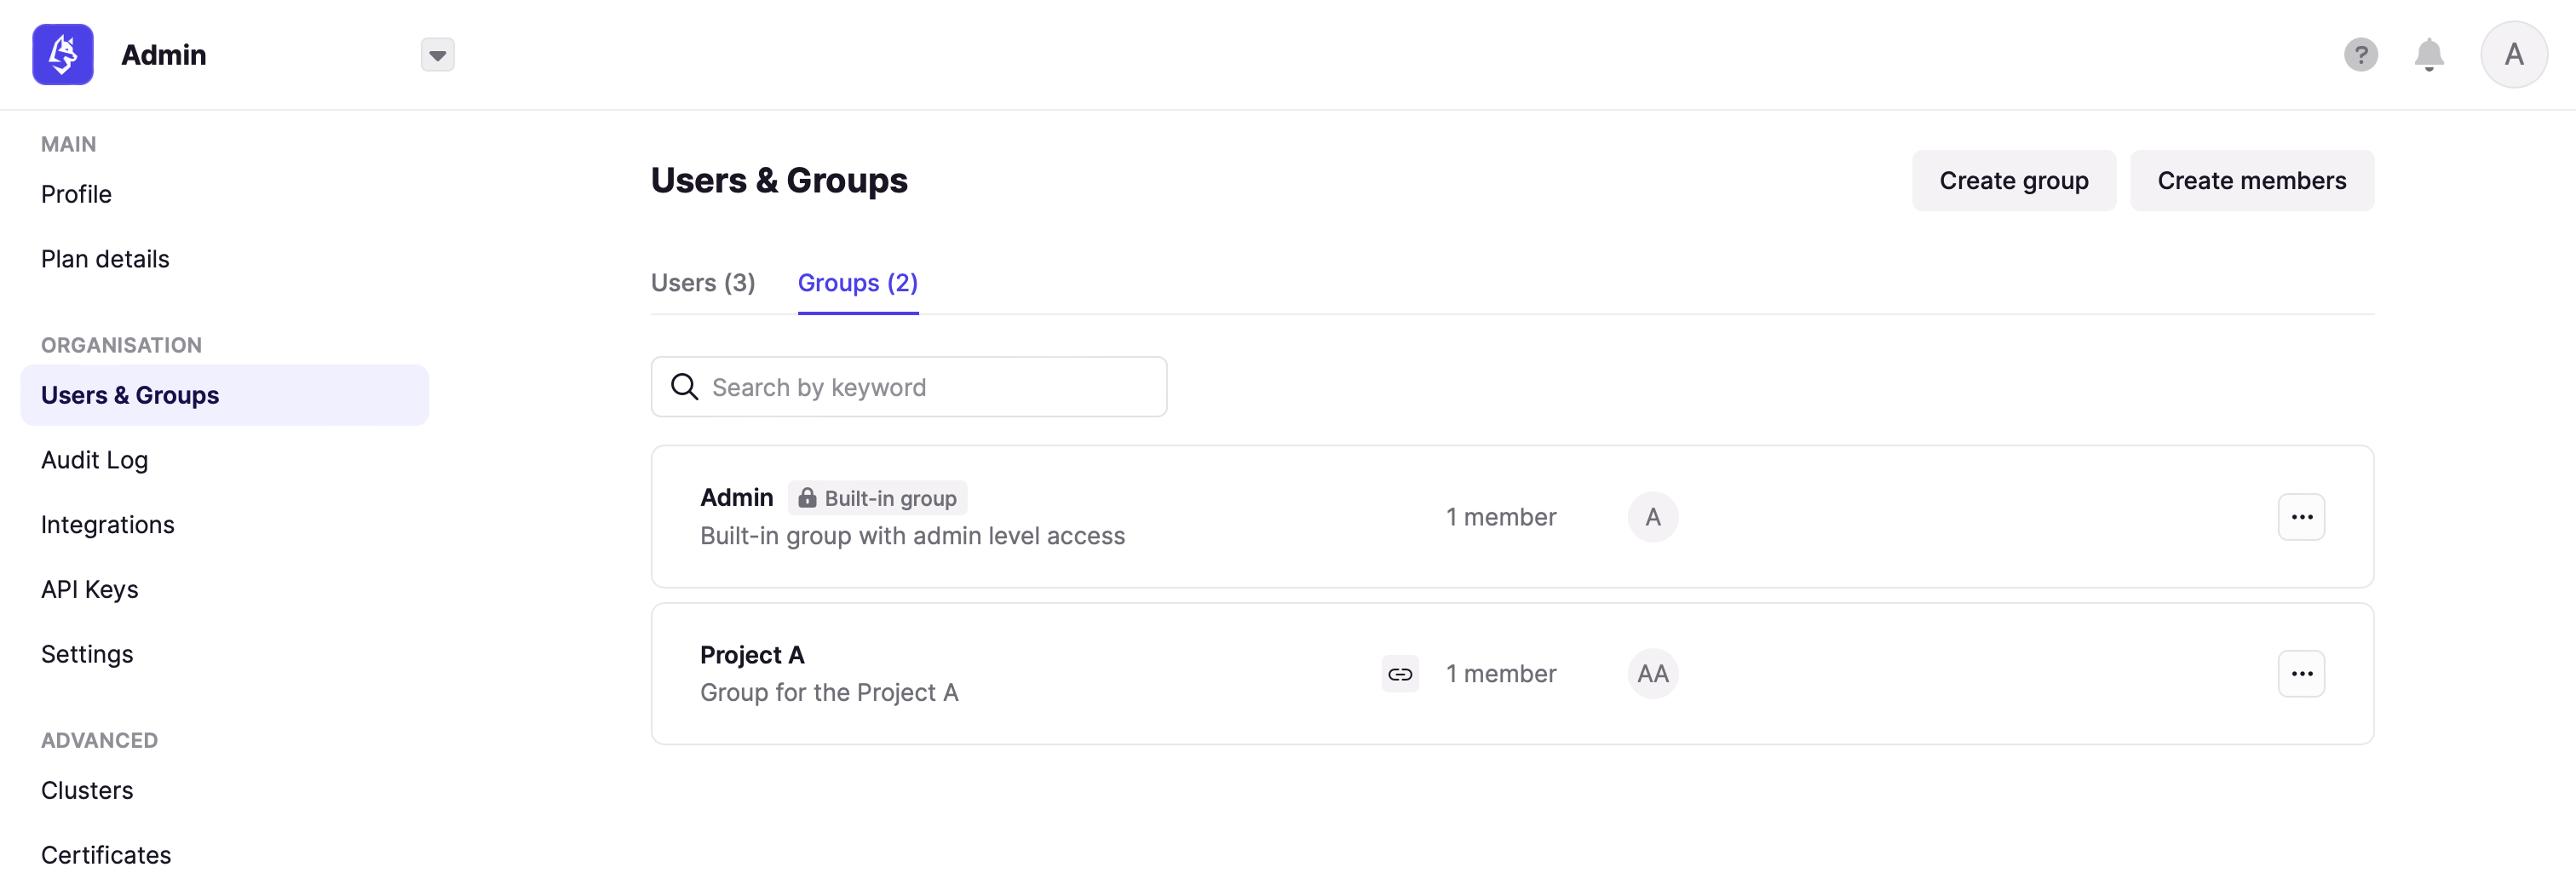 Admin
?
A
MAIN
Profile
Plan details
ORGANISATION
Users & Groups
Audit Log
Integrations
API Keys
Settings
ADVANCED
Clusters
Certificates
Users & Groups
Create group
Create members
Users (3)
Groups (2)
Search by keyword
Admin
Built-in group
Built-in group with admin level access
1 member
A
Project A
Group for the Project A
1 member
AA